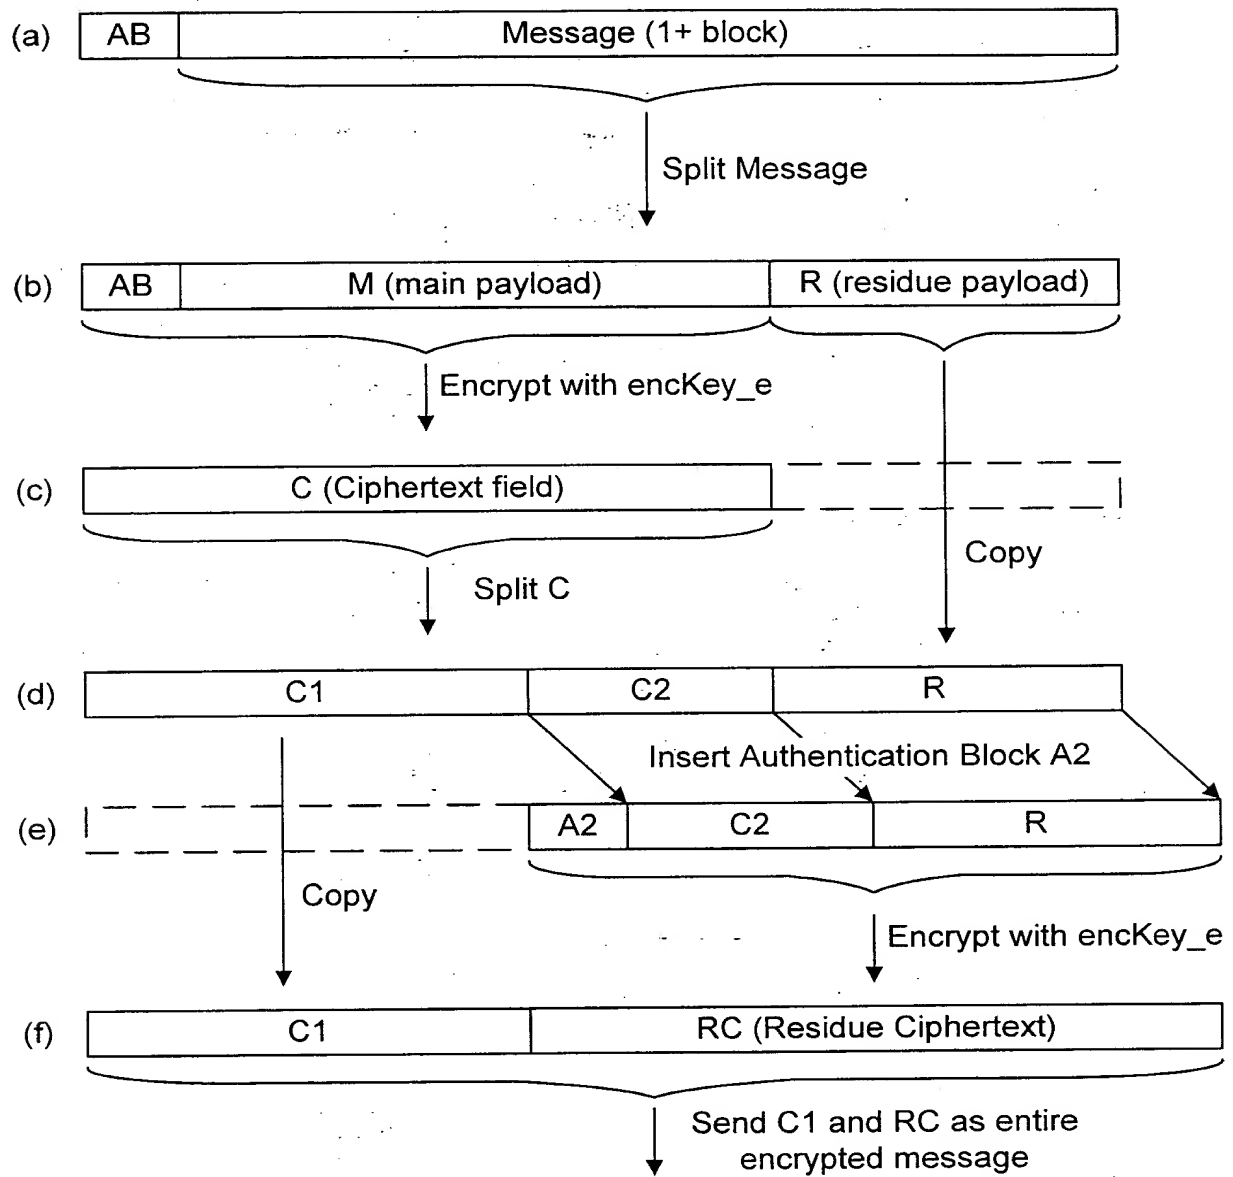 (a) AB Message (1+ block)
Split Message
(b) AB M (main payload) R (residue payload)
Encrypt with encKey_e
(c) C (Ciphertext field)
Copy
Split C
(d) C1 C2 R
Insert Authentication Block A2
(e) A2 C2 R
Copy
Encrypt with encKey_e
(f) C1 RC (Residue Ciphertext)
Send C1 and RC as entire
encrypted message